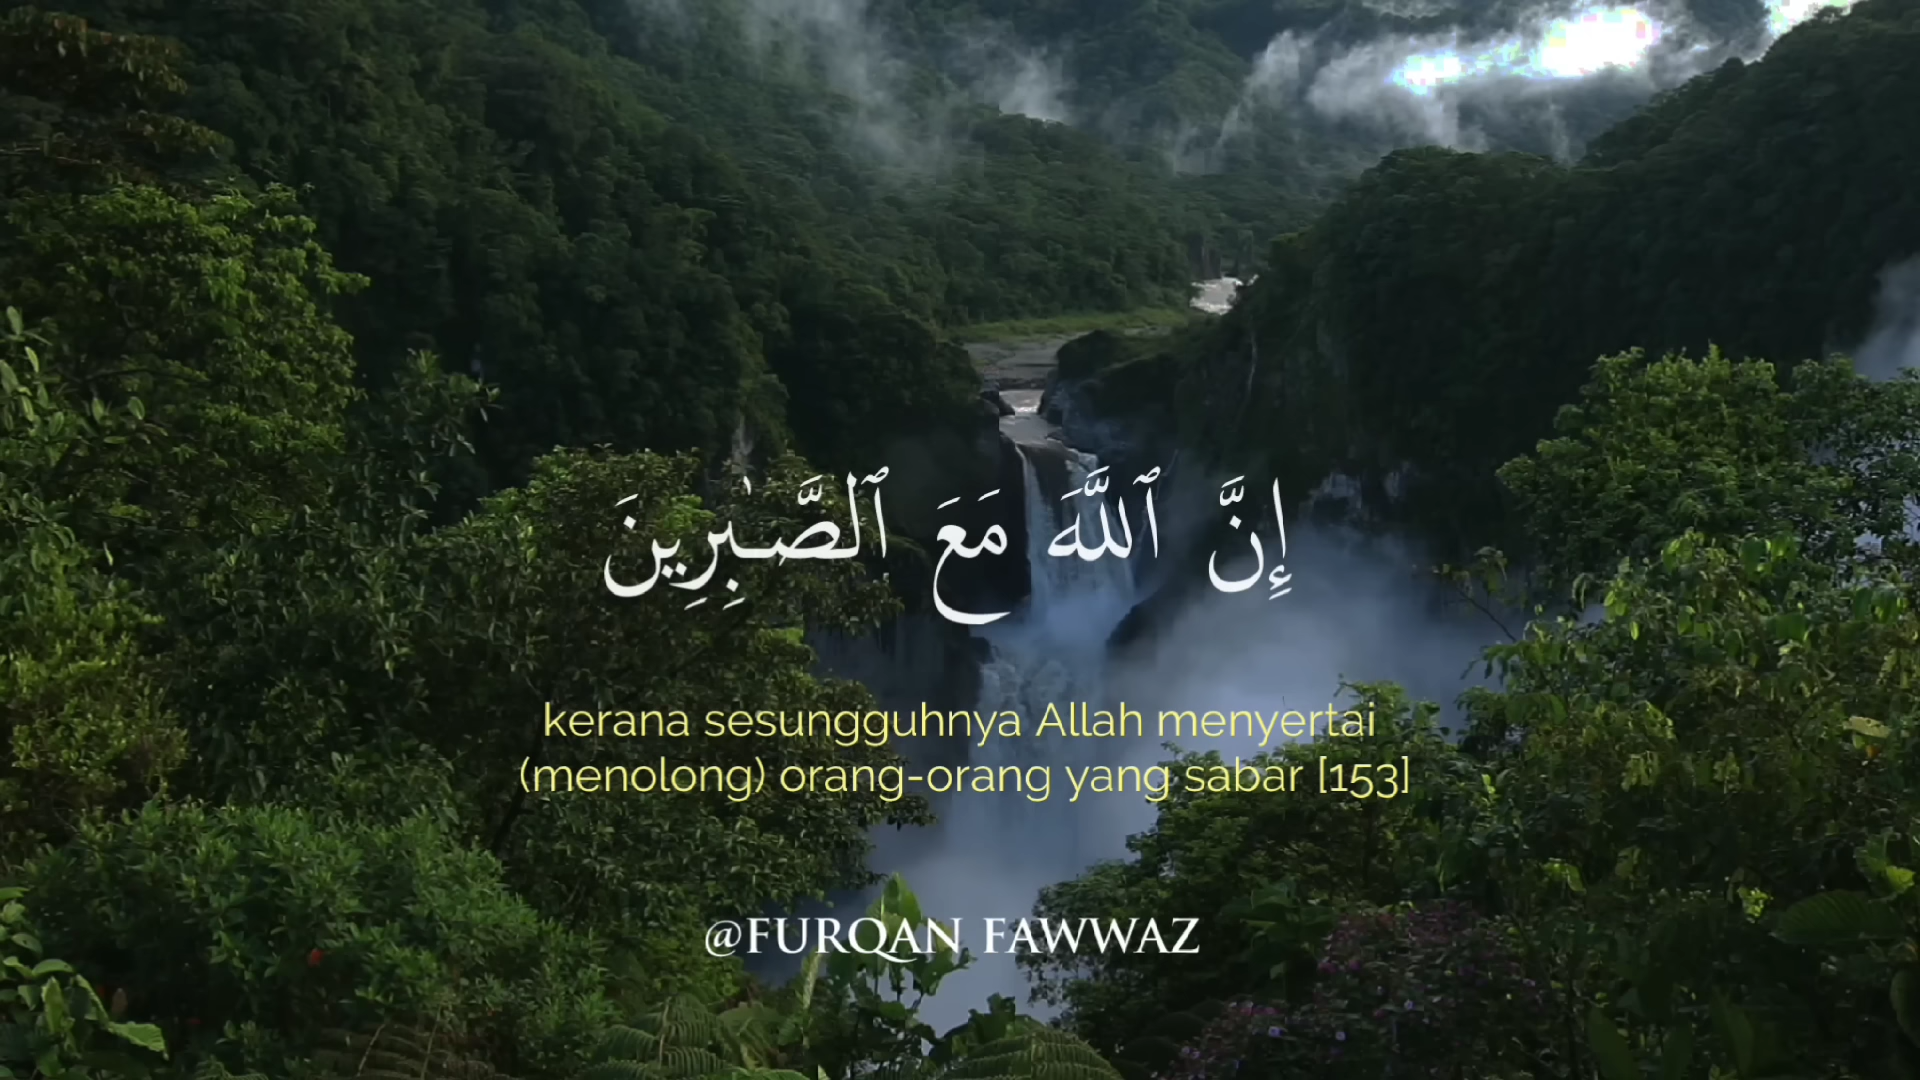 إِنَّ ٱللَّهَ مَعَ ٱلصَّـٰبِرِينَ
kerana sesungguhnya Allah menyertai
(menolong) orang-orang yang sabar [153]
@FURQAN FAWWAZ